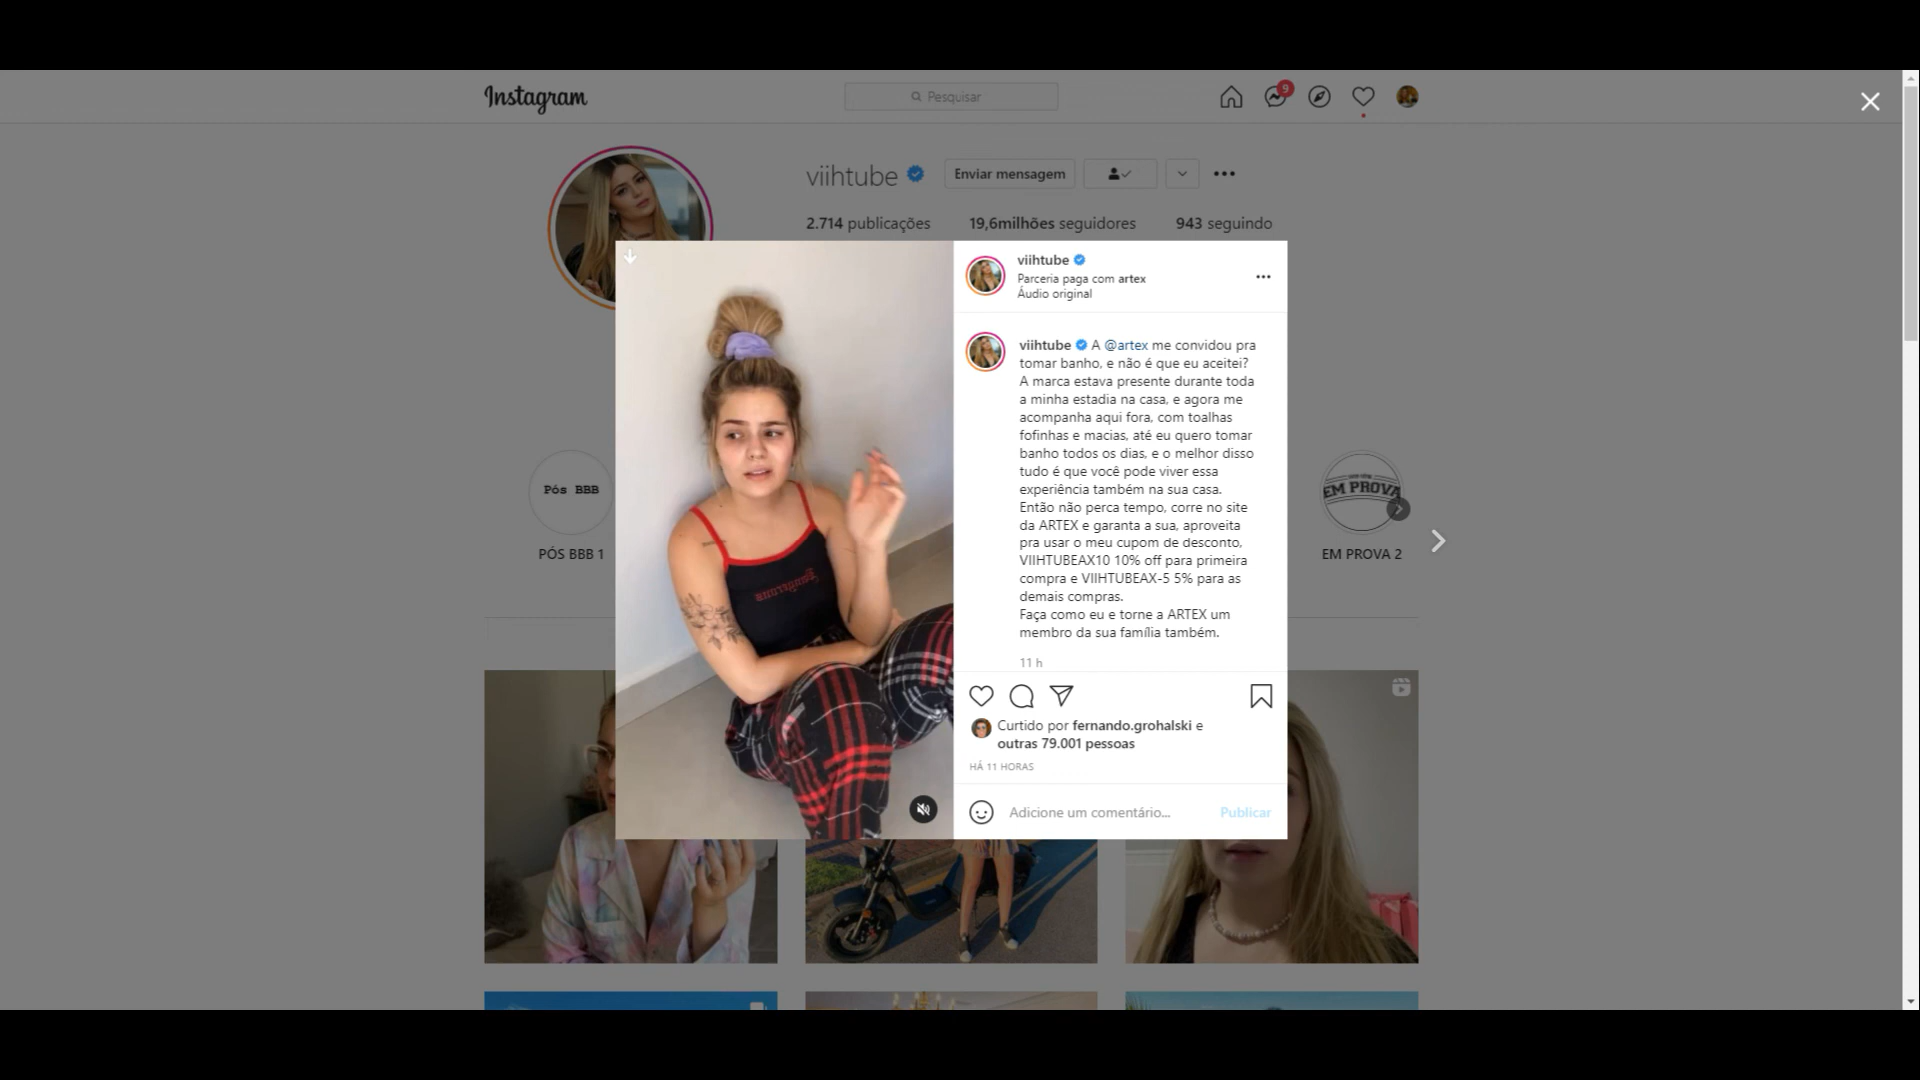 Instagram
Pesquisar
9
viihtube
Enviar mensagem
2.714 publicações
19,6milhões seguidores
943 seguindo
viihtube
Parceria paga com artex
Áudio original
viihtube A @artex me convidou pra
tomar banho, e não é que eu aceitei?
A marca estava presente durante toda
a minha estadia na casa, e agora me
acompanha aqui fora, com toalhas
fofinhas e macias, até eu quero tomar
banho todos os dias, e o melhor disso
tudo é que você pode viver essa
experiência também na sua casa.
Então não perca tempo, corre no site
da ARTEX e garanta a sua, aproveita
pra usar o meu cupom de desconto,
VIIHTUBEAX10 10% off para primeira
compra e VIIHTUBEAX-5 5% para as
demais compras.
Faça como eu e torne a ARTEX um
membro da sua família também.
11 h
Pós BBB
PÓS BBB 1
EM PROVA
EM PROVA 2
Curtido por fernando.grohalski e
outras 79.001 pessoas
HÁ 11 HORAS
Adicione um comentário...
Publicar